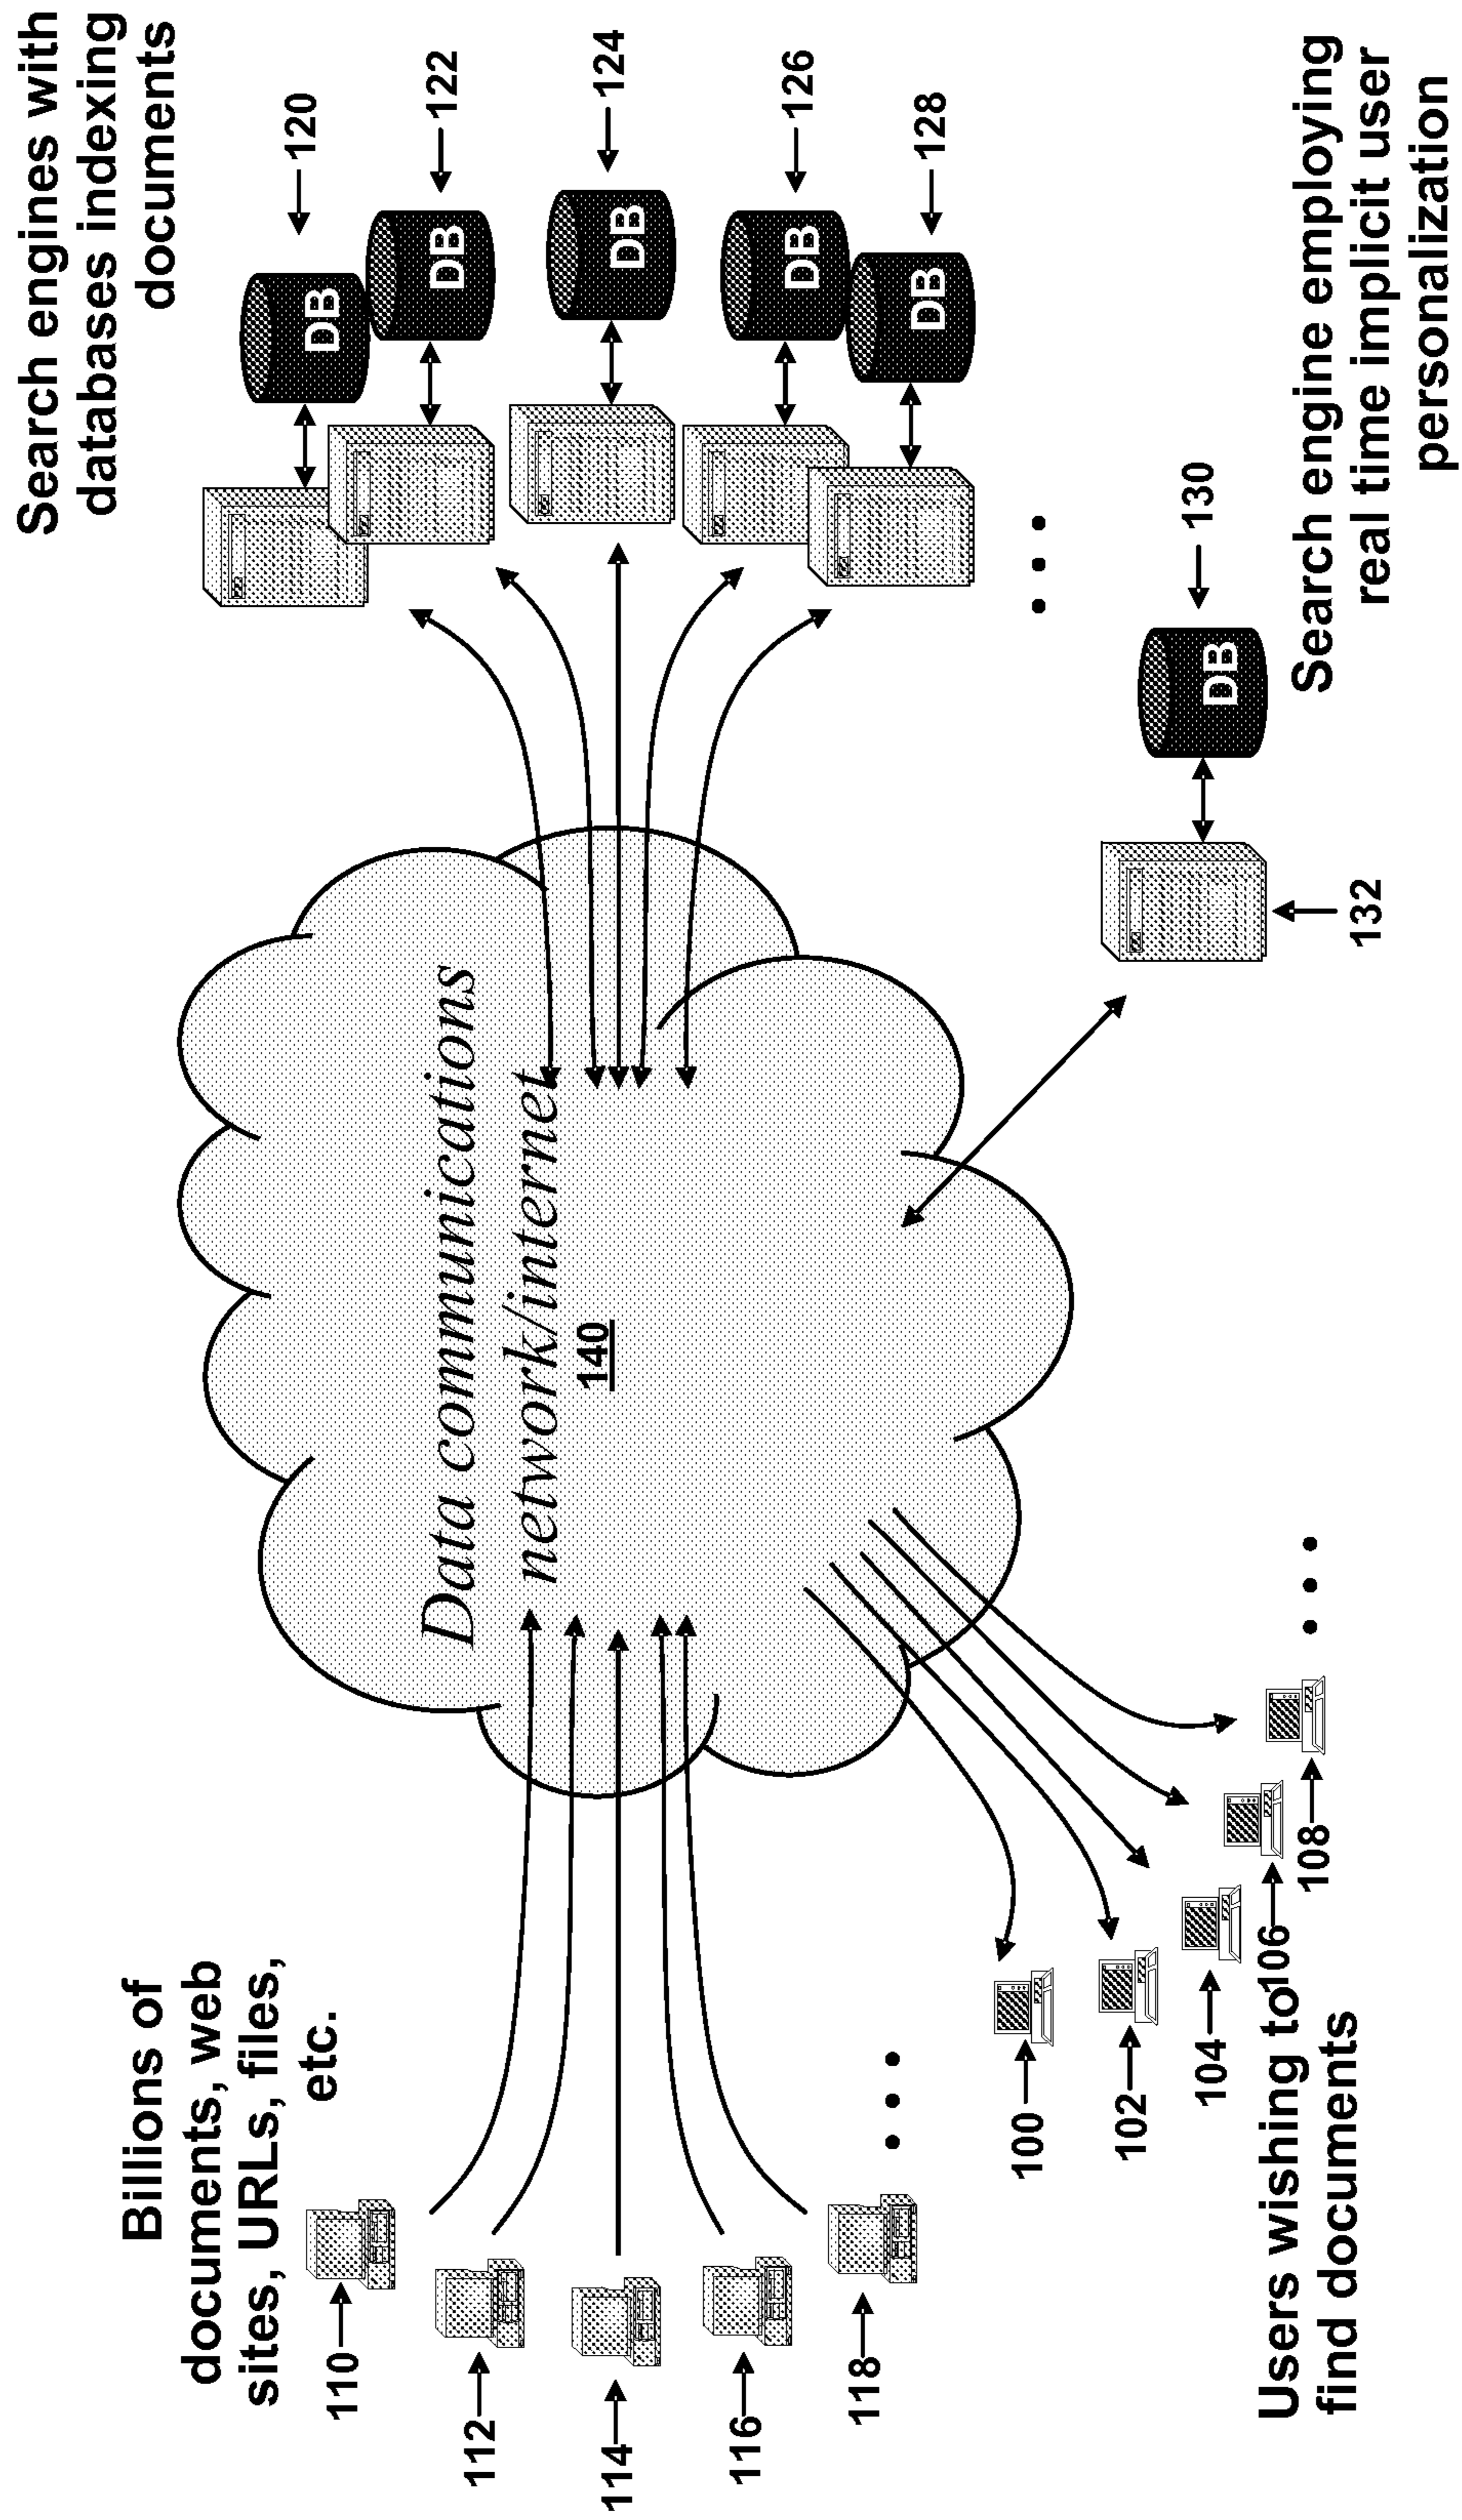 Billions of
documents, web
sites, URLs, files,
etc.
Search engines with
databases indexing
documents
110
112
114
116
118
Data communications
network/internet
140
DB
120
DB
122
DB
124
DB
126
DB
128
100
102
104
106
108
Users wishing to
find documents
132
DB
130
Search engine employing
real time implicit user
personalization